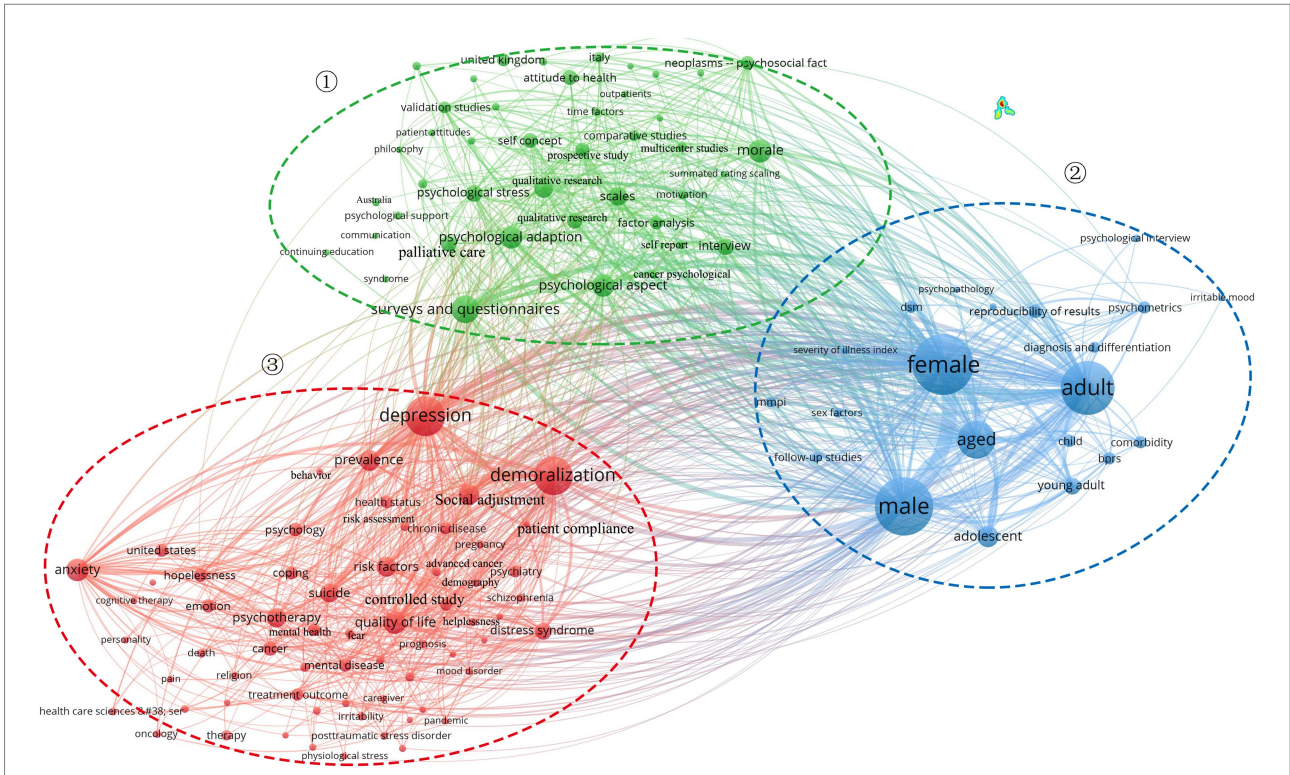 ①
united kingdom
italy
neoplasms -- psychosocial fact
attitude to health
outpatients
validation studies
time factors
patient attitudes
self concept
comparative studies
philosophy
prospective study
multicenter studies
morale
summated rating scaling
qualitative research
psychological stress
scales
motivation
Australia
psychological support
qualitative research
factor analysis
communication
psychological adaption
self report
interview
continuing education
palliative care
syndrome
cancer psychological
psychological aspect
surveys and questionnaires
②
psychological interview
psychopathology
irritable mood
dsm
reproducibility of results
psychometrics
severity of illness index
diagnosis and differentiation
female
adult
mmpi
sex factors
aged
child
comorbidity
follow-up studies
bprs
young adult
male
adolescent
③
depression
prevalence
behavior
demoralization
health status
Social adjustment
risk assessment
psychology
chronic disease
patient compliance
pregnancy
united states
anxiety
hopelessness
coping
risk factors
advanced cancer
psychiatry
demography
cognitive therapy
emotion
suicide
controlled study
schizophrenia
psychotherapy
quality of life
helplessness
mental health
fear
distress syndrome
personality
death
cancer
prognosis
mental disease
mood disorder
pain
religion
treatment outcome
caregiver
health care sciences &#38; ser
irritability
pandemic
oncology
therapy
posttraumatic stress disorder
physiological stress